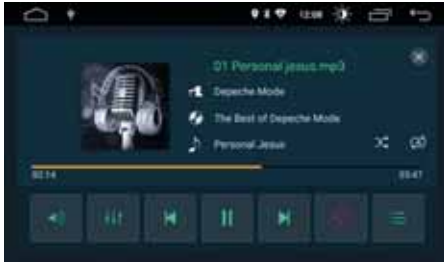 12:08
01 Personal jesus.mp3
Depeche Mode
The Best of Depeche Mode
Personal Jesus
02:14
03:47